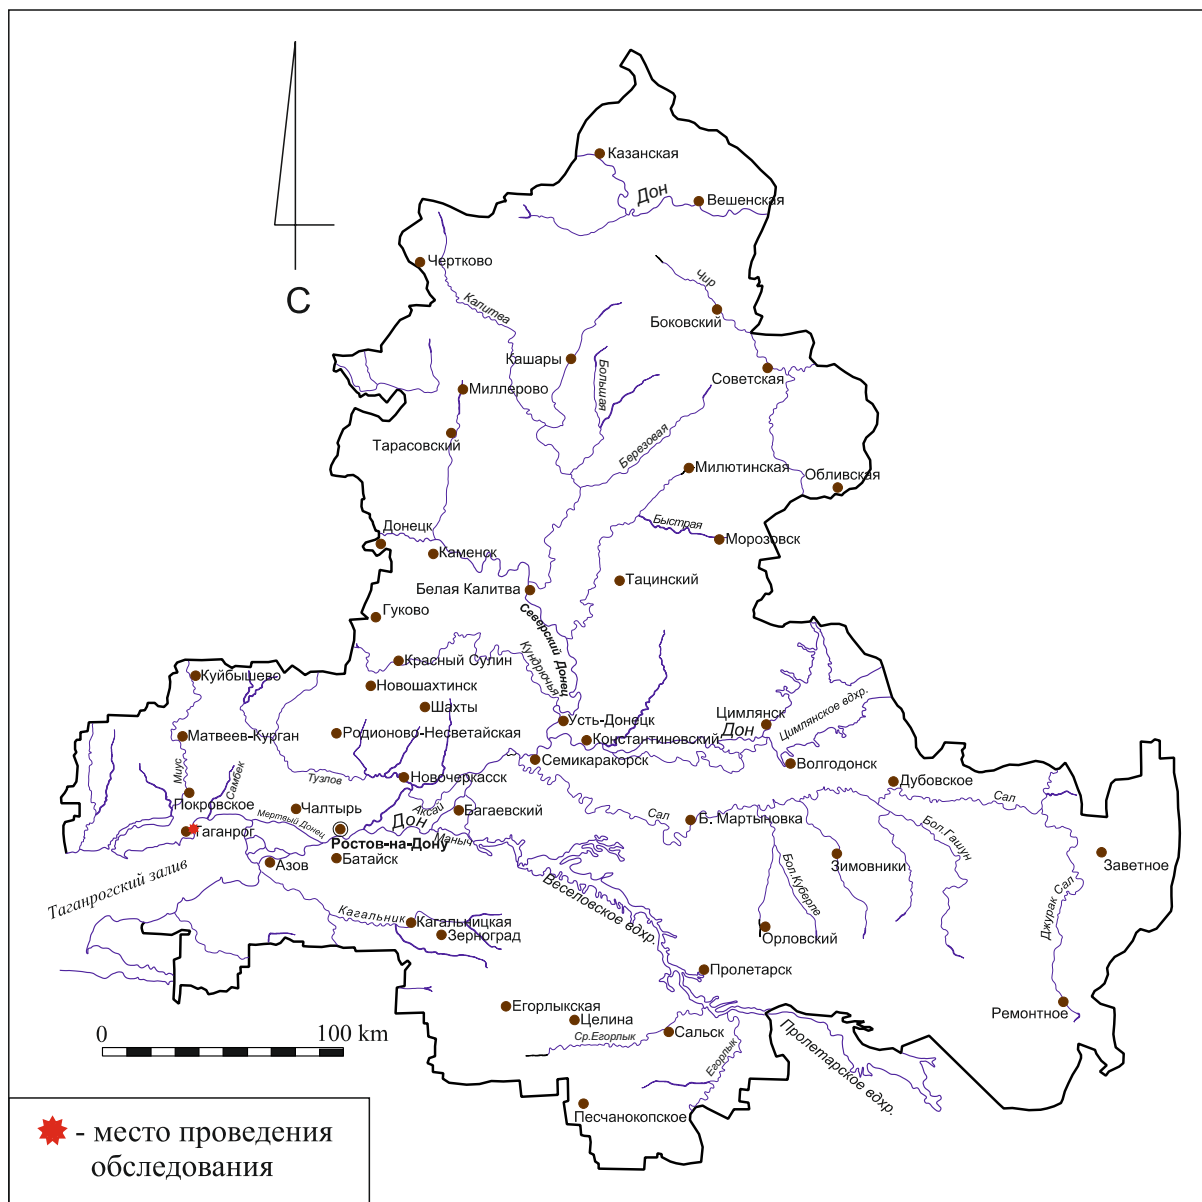 Казанская
Дон
Вешенская
Чертково
Чир
С
Калитва
Боковский
Кашары
Большая
Советская
Миллерово
Тарасовский
Березовая
Милютинская
Обливская
Быстрая
Донецк
Морозовск
Каменск
Тацинский
Белая Калитва
Гуково
Северский Донец
Кундрючья
Красный Сулин
Куйбышево
Новошахтинск
Шахты
Усть-Донецк
Цимлянск
Цимлянское вдхр.
Матвеев-Курган
Родионово-Несветайская
Константиновский
Дон
Семикаракорск
Волгодонск
Миус
Самбек
Тузлов
Новочеркасск
Дубовское
Покровское
Чалтырь
Аксай
Багаевский
Сал
Сал
В. Мартыновка
Бол.Гашун
Таганрог
Мертвый Донец
Дон
Ростов-на-Дону
Маныч
Батайск
Азов
Зимовники
Заветное
Таганрогский залив
Веселовское вдхр.
Бол.Куберле
Джурак Сал
Кагальник
Кагальницкая
Зерноград
Орловский
Пролетарск
Егорлыкская
Целина
Ремонтное
0
100 km
Ср.Егорлык
Сальск
Егорлык
Пролетарское вдхр.
Песчанокопское
- место проведения
обследования